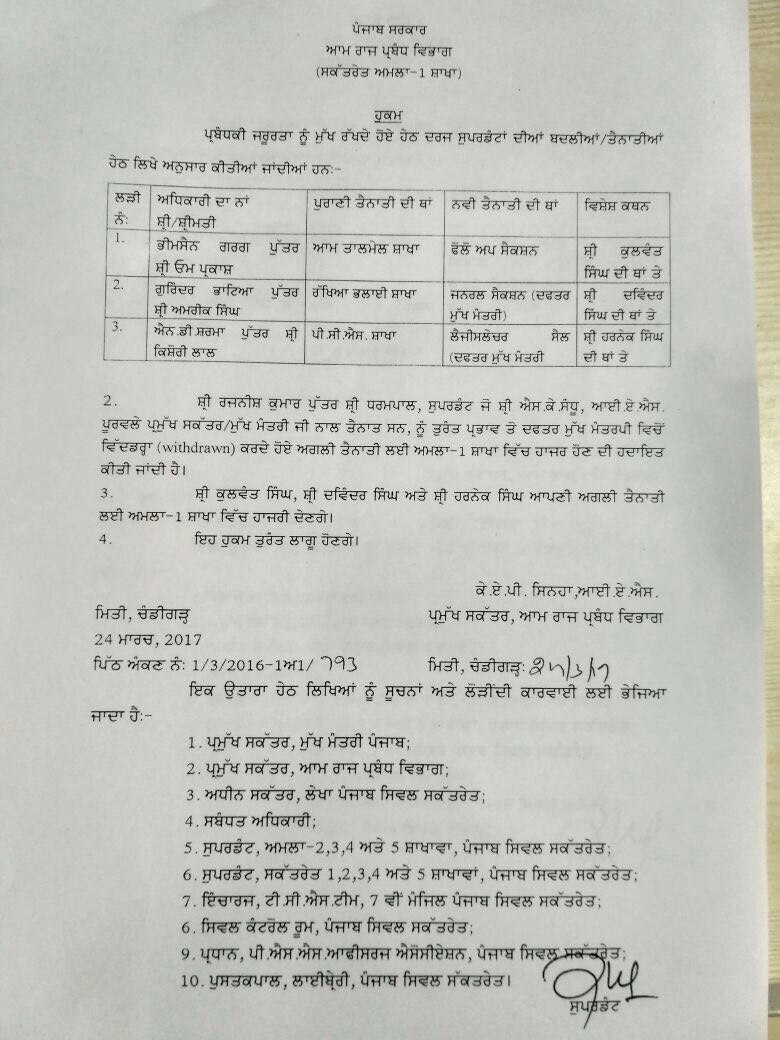 ਪੰਜਾਬ ਸਰਕਾਰ
ਆਮ ਰਾਜ ਪ੍ਰਬੰਧ ਵਿਭਾਗ
(ਸਕੱਤਰੇਤ ਅਮਲਾ-1 ਸ਼ਾਖਾ)
ਹੁਕਮ
ਪ੍ਰਬੰਧਕੀ ਜਰੂਰਤਾ ਨੂੰ ਮੁੱਖ ਰੱਖਦੇ ਹੋਏ ਹੇਠ ਦਰਜ ਸੁਪਰਡੰਟਾਂ ਦੀਆਂ ਬਦਲੀਆਂ/ਤੈਨਾਤੀਆਂ
ਹੇਠ ਲਿਖੇ ਅਨੁਸਾਰ ਕੀਤੀਆਂ ਜਾਂਦੀਆਂ ਹਨ:-
ਲੜੀ ਅਧਿਕਾਰੀ ਦਾ ਨਾਂ ਪੁਰਾਣੀ ਤੈਨਾਤੀ ਦੀ ਥਾਂ ਨਵੀ ਤੈਨਾਤੀ ਦੀ ਥਾਂ ਵਿਸ਼ੇਸ਼ ਕਥਨ
ਨੰ: ਸ਼੍ਰੀ/ਸ਼੍ਰੀਮਤੀ
1. ਭੀਮਸੈਨ ਗਰਗ ਪੁੱਤਰ ਆਮ ਤਾਲਮੇਲ ਸ਼ਾਖਾ ਫੋਲੋ ਅਪ ਸੈਕਸ਼ਨ ਸ਼੍ਰੀ ਕੁਲਵੰਤ
ਸ਼੍ਰੀ ਓਮ ਪ੍ਰਕਾਸ਼ ਸਿੰਘ ਦੀ ਥਾਂ ਤੇ
2. ਗੁਰਿੰਦਰ ਭਾਟਿਆ ਪੁੱਤਰ ਰੱਖਿਆ ਭਲਾਈ ਸ਼ਾਖਾ ਜਨਰਲ ਸੈਕਸ਼ਨ (ਦਫਤਰ ਸ਼੍ਰੀ ਦਵਿੰਦਰ
ਸ਼੍ਰੀ ਅਮਰੀਕ ਸਿੰਘ ਮੁੱਖ ਮੰਤਰੀ) ਸਿੰਘ ਦੀ ਥਾਂ ਤੇ
3. ਐਨ.ਡੀ.ਸ਼ਰਮਾ ਪੁੱਤਰ ਸ਼੍ਰੀ ਪੀ.ਸੀ.ਐਸ. ਸ਼ਾਖਾ ਲੈਜੀਸਲੇਚਰ ਸੈਲ ਸ਼੍ਰੀ ਹਰਨੇਕ ਸਿੰਘ
ਕਿਸ਼ੋਰੀ ਲਾਲ (ਦਫਤਰ ਮੁੱਖ ਮੰਤਰੀ ਦੀ ਥਾਂ ਤੇ
2. ਸ਼੍ਰੀ ਰਜਨੀਸ਼ ਕੁਮਾਰ ਪੁੱਤਰ ਸ਼੍ਰੀ ਧਰਮਪਾਲ, ਸੁਪਰਡੰਟ ਜੋ ਸ਼੍ਰੀ ਐਸ.ਕੇ.ਸੰਧੂ, ਆਈ.ਏ.ਐਸ.
ਪੂਰਵਲੇ ਪ੍ਰਮੁੱਖ ਸਕੱਤਰ/ਮੁੱਖ ਮੰਤਰੀ ਜੀ ਨਾਲ ਤੈਨਾਤ ਸਨ, ਨੂੰ ਤੁਰੰਤ ਪ੍ਰਭਾਵ ਤੋ ਦਫਤਰ ਮੁੱਖ ਮੰਤਰਪੀ ਵਿਚੋਂ
ਵਿੱਦਡਰ੍ਹਾ (withdrawn) ਕਰਦੇ ਹੋਏ ਅਗਲੀ ਤੈਨਾਤੀ ਲਈ ਅਮਲਾ-1 ਸ਼ਾਖਾ ਵਿੱਚ ਹਾਜਰ ਹੋਣ ਦੀ ਹਦਾਇਤ
ਕੀਤੀ ਜਾਂਦੀ ਹੈ।
3. ਸ਼੍ਰੀ ਕੁਲਵੰਤ ਸਿੰਘ, ਸ਼੍ਰੀ ਦਵਿੰਦਰ ਸਿੰਘ ਅਤੇ ਸ਼੍ਰੀ ਹਰਨੇਕ ਸਿੰਘ ਆਪਣੀ ਅਗਲੀ ਤੈਨਾਤੀ
ਲਈ ਅਮਲਾ-1 ਸ਼ਾਖਾ ਵਿੱਚ ਹਾਜਰੀ ਦੇਣਗੇ।
4. ਇਹ ਹੁਕਮ ਤੁਰੰਤ ਲਾਗੂ ਹੋਣਗੇ।
ਕੇ.ਏ.ਪੀ. ਸਿਨਹਾ,ਆਈ.ਏ.ਐਸ.
ਮਿਤੀ, ਚੰਡੀਗੜ੍ਹ ਪ੍ਰਮੁੱਖ ਸਕੱਤਰ, ਆਮ ਰਾਜ ਪ੍ਰਬੰਧ ਵਿਭਾਗ
24 ਮਾਰਚ, 2017
ਪਿੱਠ ਅੰਕਣ ਨੰ: 1/3/2016-1ਅ1/ 793 ਮਿਤੀ, ਚੰਡੀਗੜ੍ਹ:
ਇਕ ਉਤਾਰਾ ਹੇਠ ਲਿਖਿਆਂ ਨੂੰ ਸੂਚਨਾਂ ਅਤੇ ਲੋੜੀਂਦੀ ਕਾਰਵਾਈ ਲਈ ਭੇਜਿਆ
ਜਾਦਾ ਹੈ:-
1. ਪ੍ਰਮੁੱਖ ਸਕੱਤਰ, ਮੁੱਖ ਮੰਤਰੀ ਪੰਜਾਬ;
2. ਪ੍ਰਮੁੱਖ ਸਕੱਤਰ, ਆਮ ਰਾਜ ਪ੍ਰਬੰਧ ਵਿਭਾਗ;
3. ਅਧੀਨ ਸਕੱਤਰ, ਲੇਖਾ ਪੰਜਾਬ ਸਿਵਲ ਸਕੱਤਰੇਤ;
4. ਸਬੰਧਤ ਅਧਿਕਾਰੀ;
5. ਸੁਪਰਡੰਟ, ਅਮਲਾ-2,3,4 ਅਤੇ 5 ਸ਼ਾਖਾਵਾ, ਪੰਜਾਬ ਸਿਵਲ ਸਕੱਤਰੇਤ;
6. ਸੁਪਰਡੰਟ, ਸਕੱਤਰੇਤ 1,2,3,4 ਅਤੇ 5 ਸ਼ਾਖਾਵਾਂ, ਪੰਜਾਬ ਸਿਵਲ ਸਕੱਤਰੇਤ;
7. ਇੰਚਾਰਜ, ਟੀ.ਸੀ.ਐਸ.ਟੀਮ, 7 ਵੀਂ ਮੰਜਿਲ ਪੰਜਾਬ ਸਿਵਲ ਸਕੱਤਰੇਤ;
6. ਸਿਵਲ ਕੰਟਰੋਲ ਰੂਮ, ਪੰਜਾਬ ਸਿਵਲ ਸਕੱਤਰੇਤ;
9. ਪ੍ਰਧਾਨ, ਪੀ.ਐਸ.ਐਸ.ਆਫੀਸਰਜ ਐਸੋਸੀਏਸ਼ਨ, ਪੰਜਾਬ ਸਿਵਲ ਸਕੱਤਰੇਤ;
10. ਪੁਸਤਕਪਾਲ, ਲਾਈਬ੍ਰੇਰੀ, ਪੰਜਾਬ ਸਿਵਲ ਸੱਕਤਰੇਤ।
ਸੁਪਰਡੰਟ